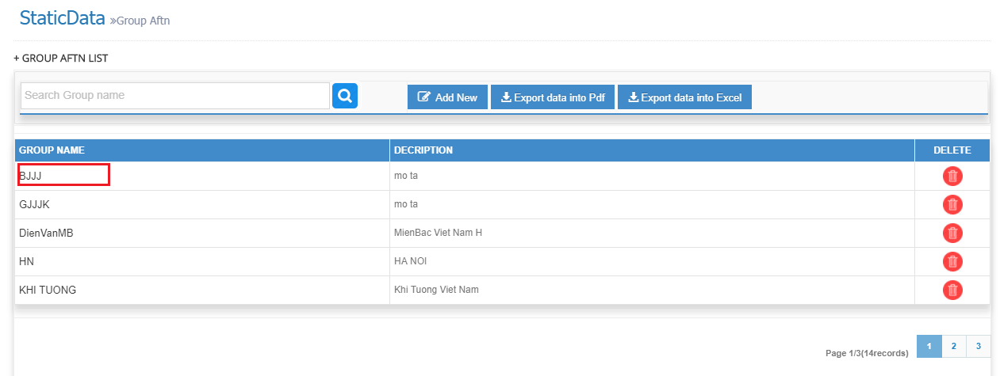 StaticData »Group Aftn
+ GROUP AFTN LIST
Search Group name Add New Export data into Pdf Export data into Excel
GROUP NAME DECRIPTION DELETE
BJJJ mo ta
GJJJK mo ta
DienVanMB MienBac Viet Nam H
HN HA NOI
KHI TUONG Khi Tuong Viet Nam
Page 1/3(14records) 1 2 3